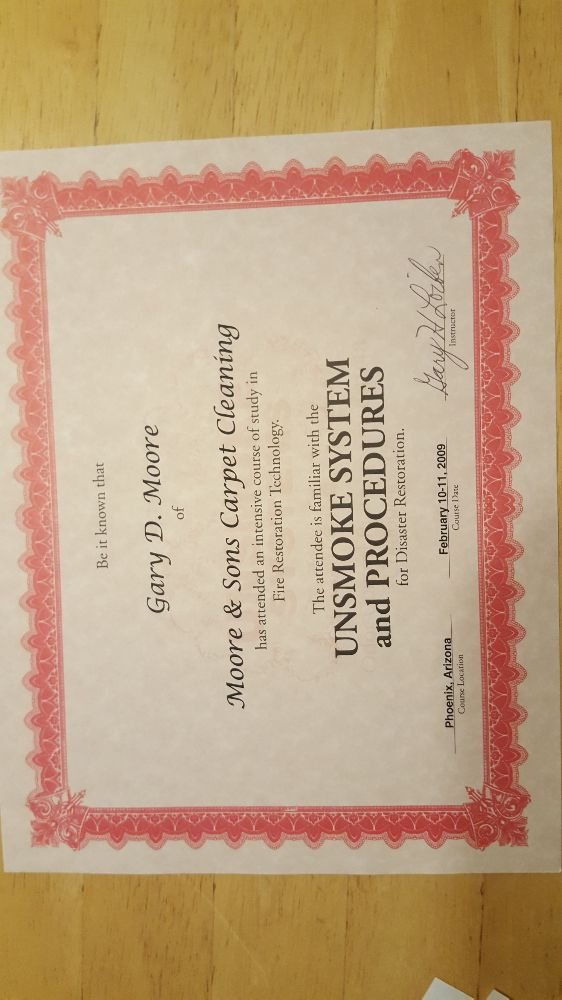 Be it known that
Gary D. Moore
of
Moore & Sons Carpet Cleaning
has attended an intensive course of study in
Fire Restoration Technology.
The attendee is familiar with the
UNSMOKE SYSTEM
and PROCEDURES
for Disaster Restoration.
Phoenix, Arizona
Course Location
February 10-11, 2009
Course Date
Gary H
Instructor